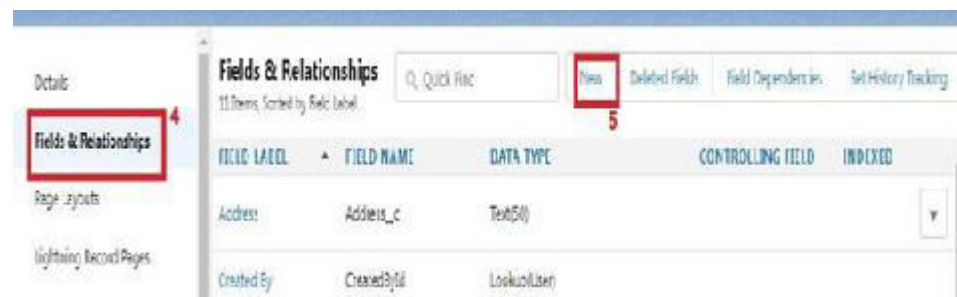 Details
Fields & Relationships
4
Page Layouts
Lightning Record Pages
Fields & Relationships
11 Items, Sorted by Field Label
Quick Find
New
5
Deleted Fields
Field Dependencies
Set History Tracking
FIELD LABEL
FIELD NAME
DATA TYPE
CONTROLLING FIELD
INDEXED
Address
Address_c
Text(50)
Created By
CreatedById
Lookup(User)